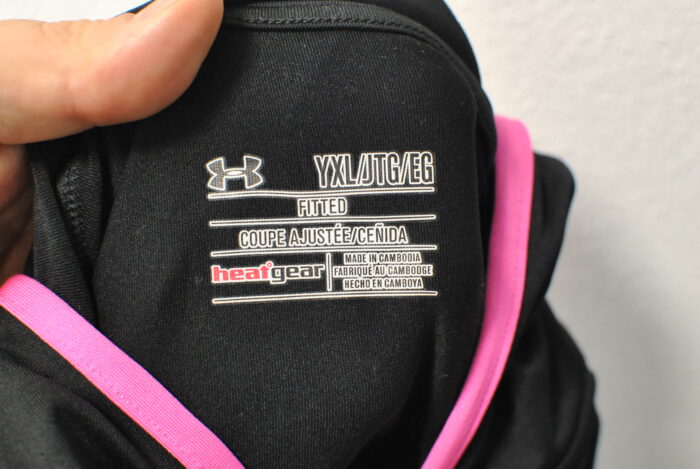 YXL/JTG/EG
FITTED
COUPE AJUSTÉE/CEÑIDA
heatgear
MADE IN CAMBODIA
FABRIQUÉ AU CAMBODGE
HECHO EN CAMBOYA